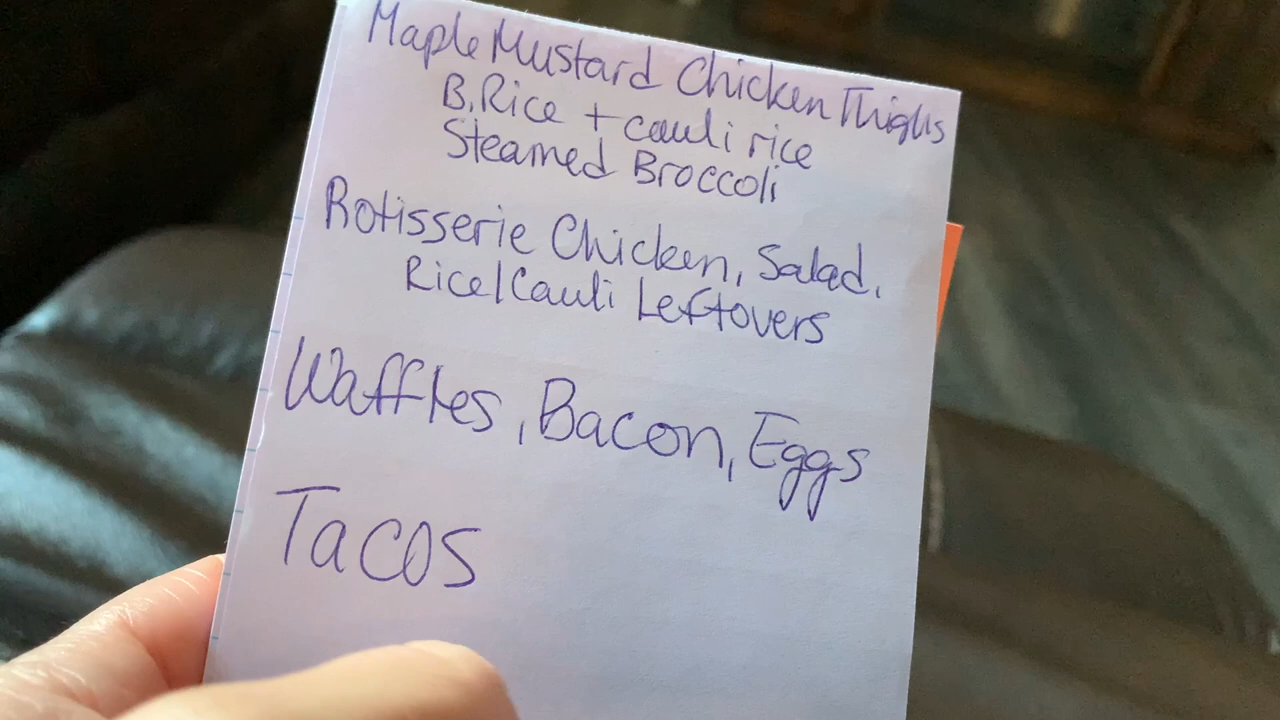 Maple Mustard Chicken Thighs
B.Rice + cauli rice
Steamed Broccoli
Rotisserie Chicken, Salad,
Rice/Cauli Leftovers
Waffles, Bacon, Eggs
Tacos